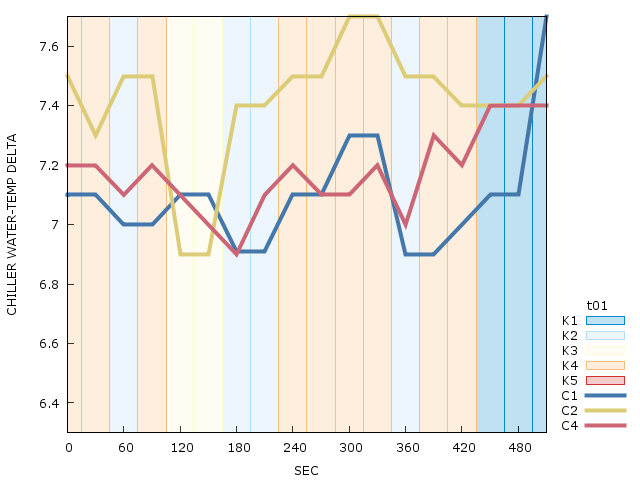 CHILLER WATER-TEMP DELTA
7.6
7.4
7.2
7
6.8
6.6
6.4
0 60 120 180 240 300 360 420 480
SEC
t01
K1
K2
K3
K4
K5
C1
C2
C4